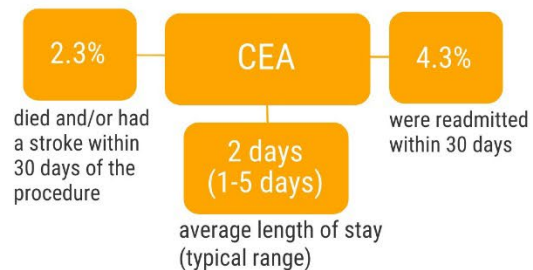 2.3%
died and/or had
a stroke within
30 days of the
procedure
CEA
4.3%
were readmitted
within 30 days
2 days
(1-5 days)
average length of stay
(typical range)